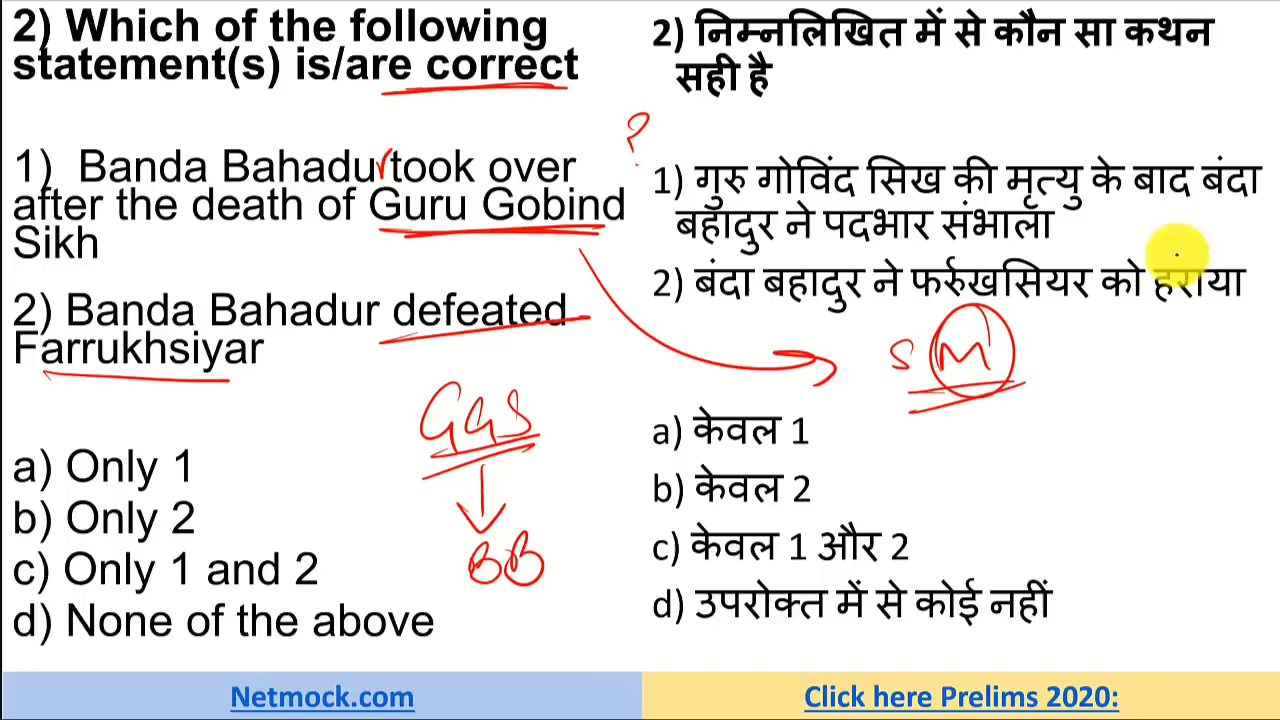 2) Which of the following
statement(s) is/are correct
1) Banda Bahadur took over
after the death of Guru Gobind
Sikh
2) Banda Bahadur defeated
Farrukhsiyar
GGS
BB
a) Only 1
b) Only 2
c) Only 1 and 2
d) None of the above
2) निम्नलिखित में से कौन सा कथन
सही है
?
1) गुरु गोविंद सिख की मृत्यु के बाद बंदा
बहादुर ने पदभार संभाला
2) बंदा बहादुर ने फर्रुखसियर को हराया
S M
a) केवल 1
b) केवल 2
c) केवल 1 और 2
d) उपरोक्त में से कोई नहीं
Netmock.com
Click here Prelims 2020: